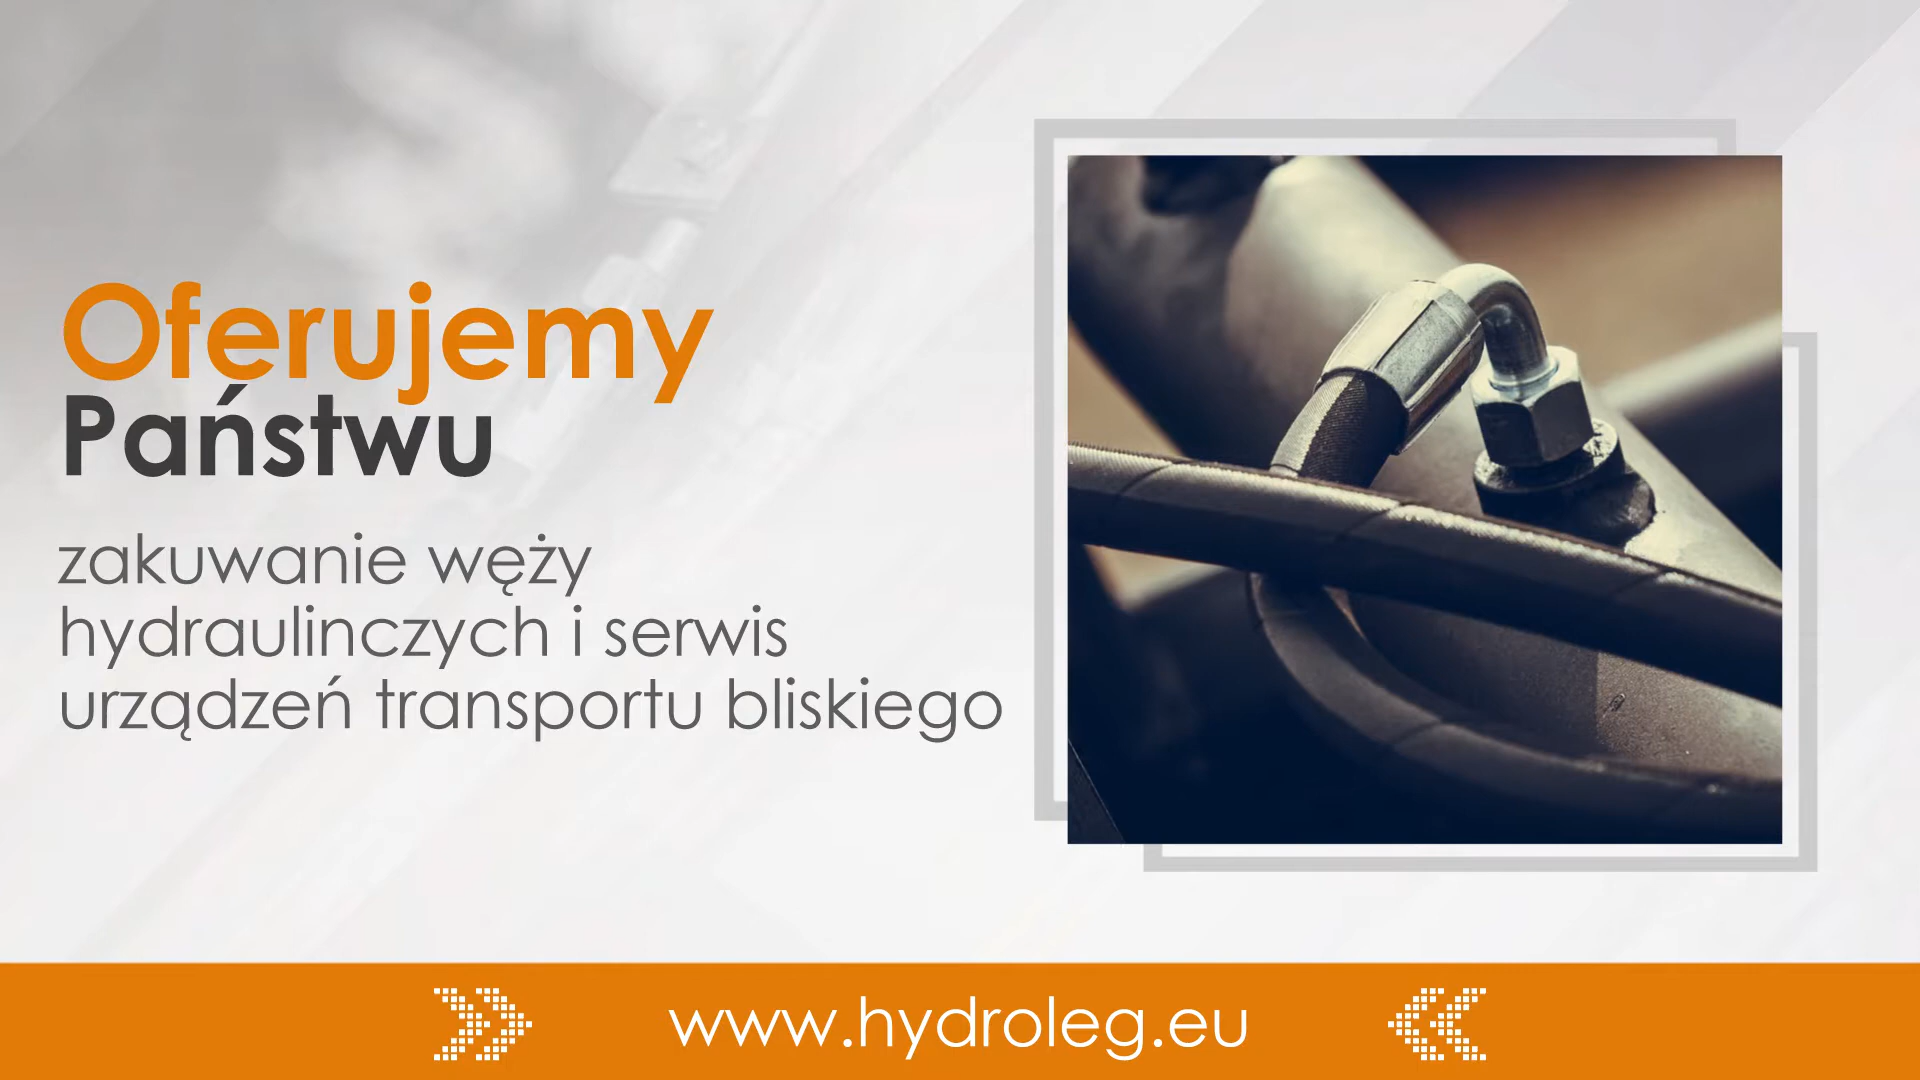 Oferujemy
Państwu
zakuwanie węży
hydraulinczych i serwis
urządzeń transportu bliskiego
www.hydroleg.eu